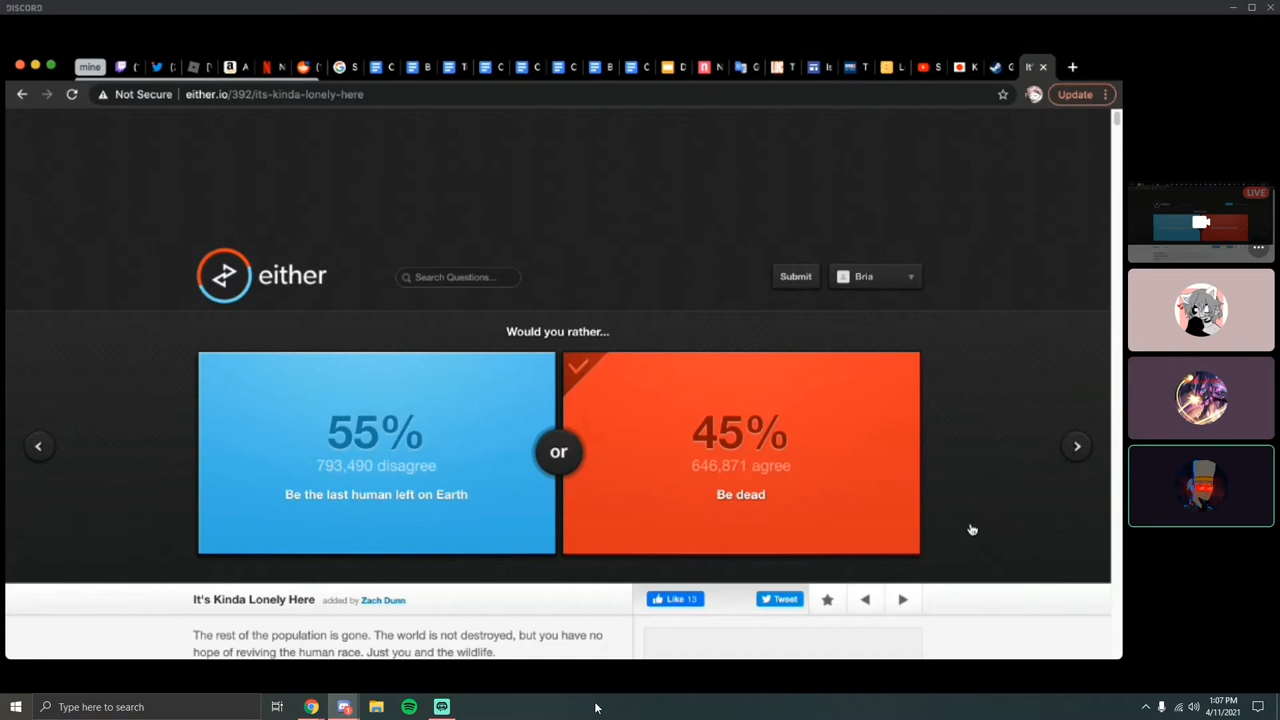 DISCORD
mine
Not Secure
either.io/392/its-kinda-lonely-here
Update
LIVE
either
Search Questions...
Submit
Bria
Would you rather...
55%
793,490 disagree
Be the last human left on Earth
or
45%
646,871 agree
Be dead
It's Kinda Lonely Here added by Zach Dunn
Like 13
Tweet
The rest of the population is gone. The world is not destroyed, but you have no
hope of reviving the human race. Just you and the wildlife.
Type here to search
1:07 PM
4/11/2021